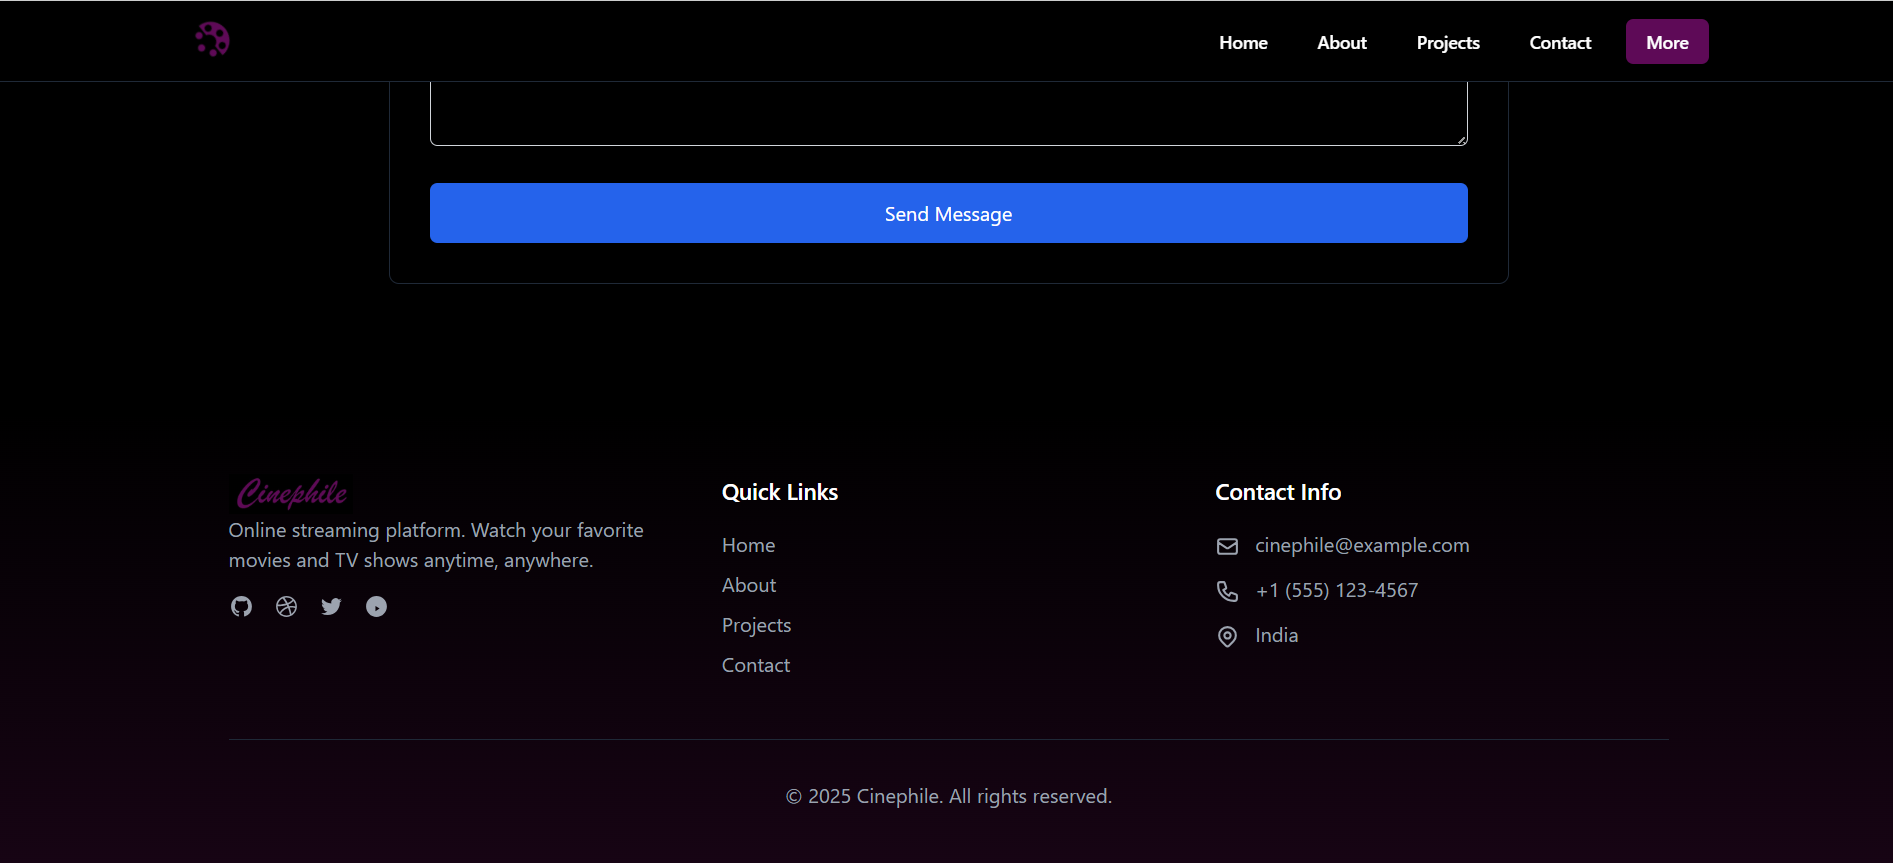 Home About Projects Contact More
Send Message
Cinephile
Online streaming platform. Watch your favorite
movies and TV shows anytime, anywhere.
Quick Links
Home
About
Projects
Contact
Contact Info
cinephile@example.com
+1 (555) 123-4567
India
© 2025 Cinephile. All rights reserved.